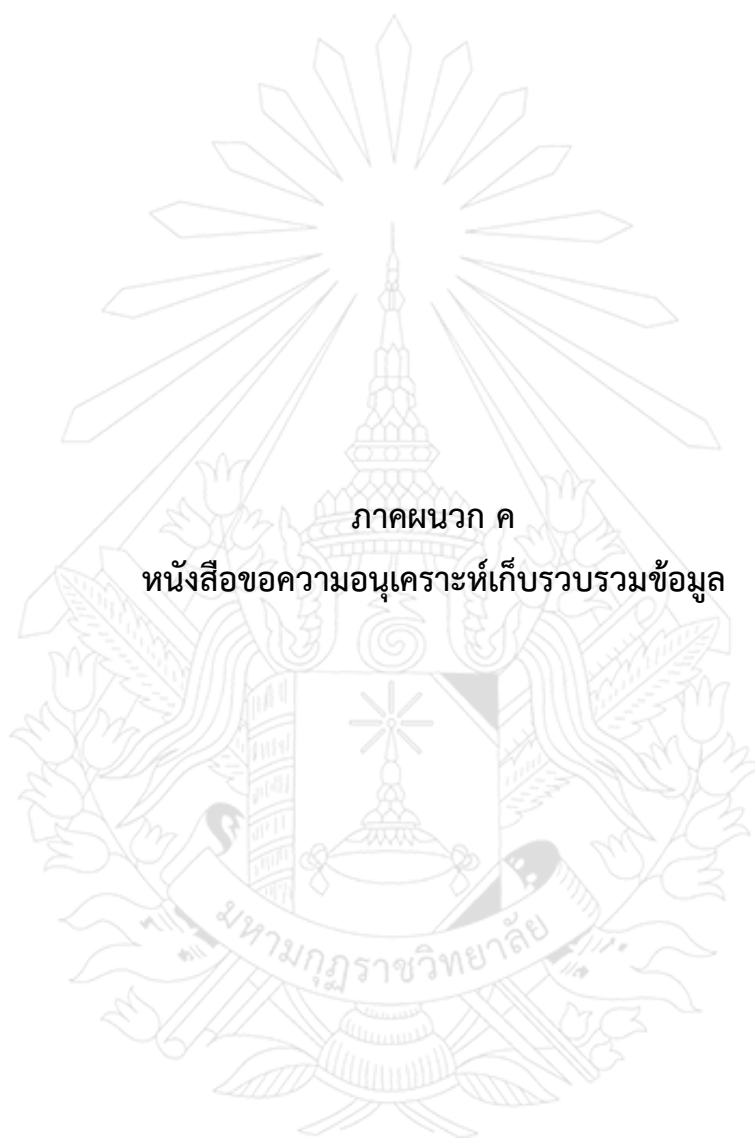 ภาคผนวก ค
หนังสือขอความอนุเคราะห์เก็บรวบรวมข้อมูล
มหามกุฏราชวิทยาลัย